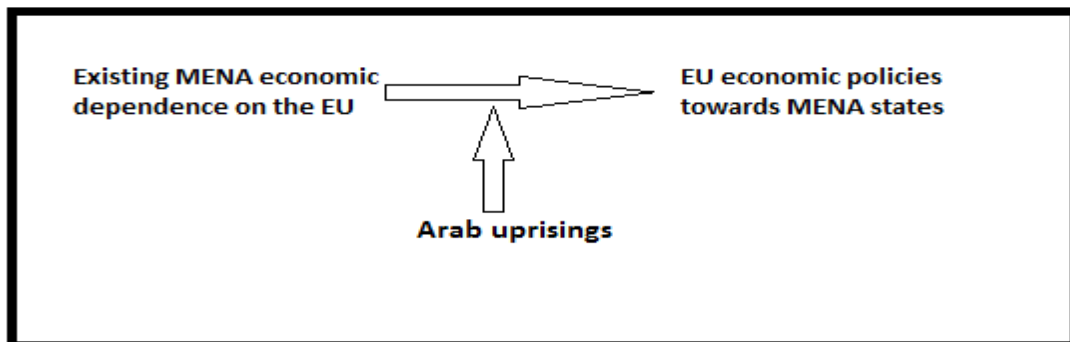 Existing MENA economic
dependence on the EU
EU economic policies
towards MENA states
Arab uprisings